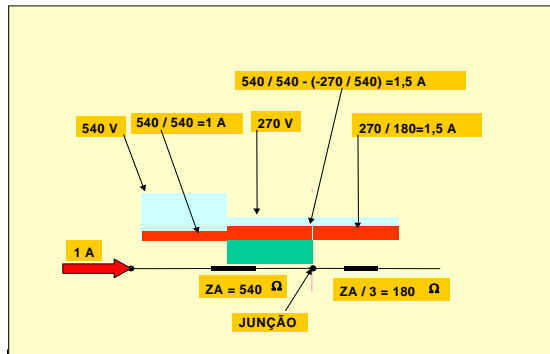 540 / 540 - (-270 / 540) =1,5 A
540 V
540 / 540 =1 A
270 V
270 / 180=1,5 A
1 A
ZA = 540 Ω
ZA / 3 = 180 Ω
JUNÇÃO